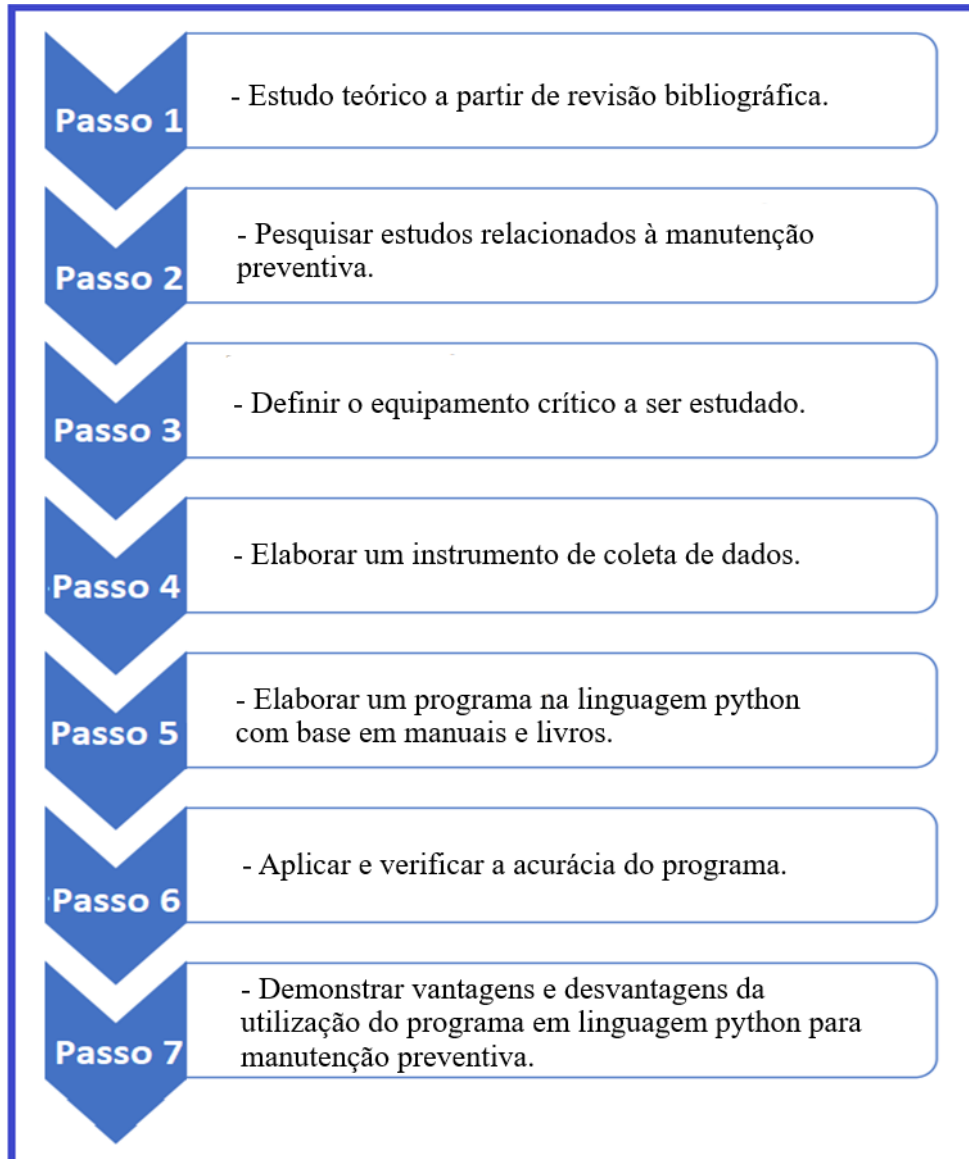 Passo 1
- Estudo teórico a partir de revisão bibliográfica.
Passo 2
- Pesquisar estudos relacionados à manutenção
preventiva.
Passo 3
- Definir o equipamento crítico a ser estudado.
Passo 4
- Elaborar um instrumento de coleta de dados.
Passo 5
- Elaborar um programa na linguagem python
com base em manuais e livros.
Passo 6
- Aplicar e verificar a acurácia do programa.
Passo 7
- Demonstrar vantagens e desvantagens da
utilização do programa em linguagem python para
manutenção preventiva.